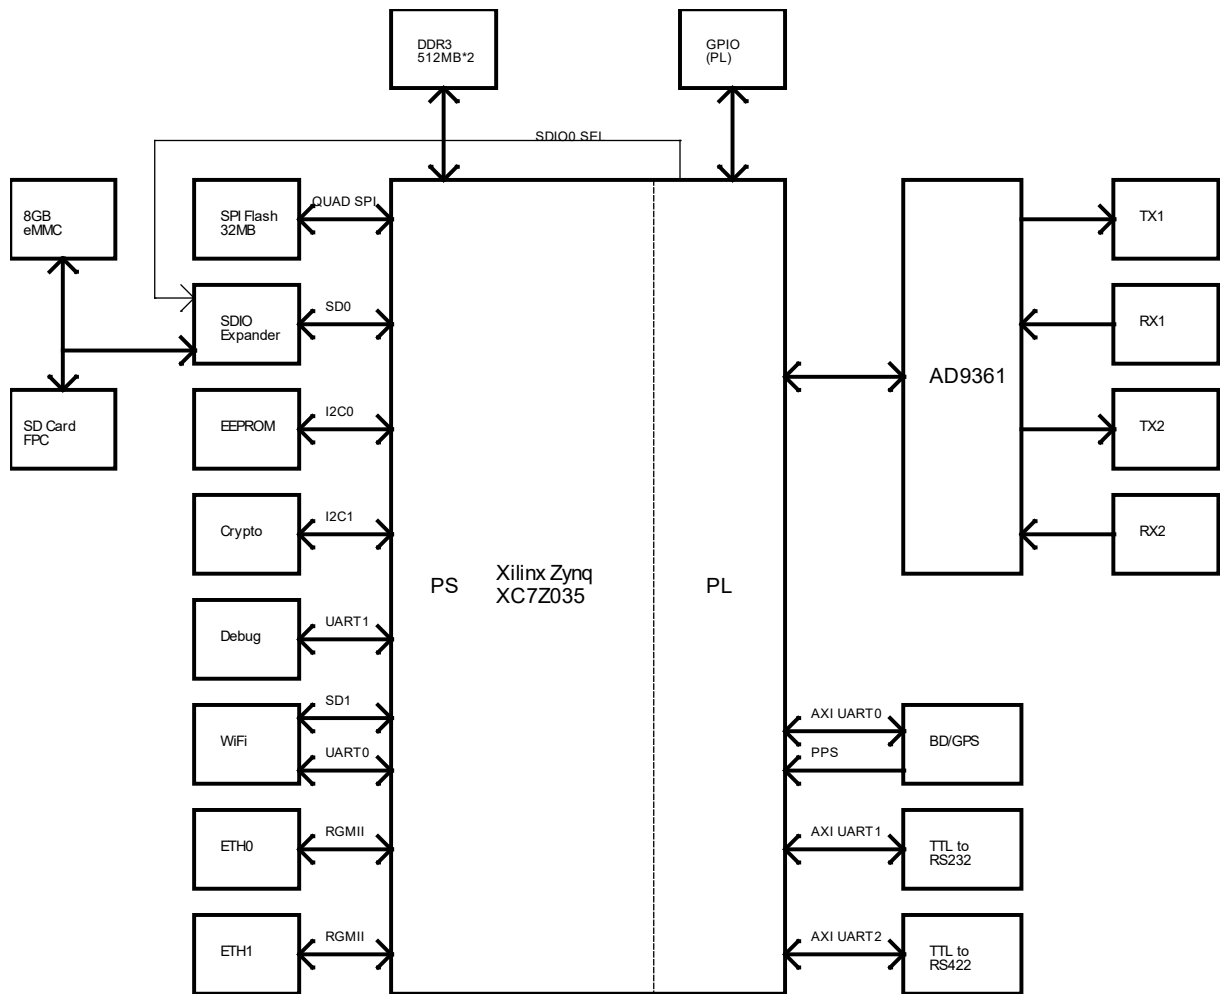 DDR3
512MB*2
GPIO
(PL)
SDIO0 SEL
8GB
eMMC
SPI Flash
32MB
QUAD SPI
TX1
SDIO
Expander
SD0
RX1
AD9361
SD Card
FPC
EEPROM
I2C0
TX2
Crypto
I2C1
RX2
PS
Xilinx Zynq
XC7Z035
PL
Debug
UART1
WiFi
SD1
UART0
AXI UART0
PPS
BD/GPS
ETH0
RGMII
AXI UART1
TTL to
RS232
ETH1
RGMII
AXI UART2
TTL to
RS422